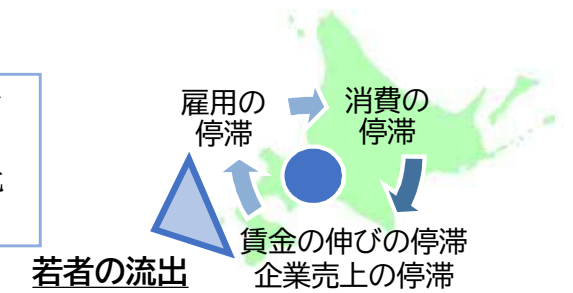 雇用の
停滞
消費の
停滞
賃金の伸びの停滞
企業売上の停滞
若者の流出